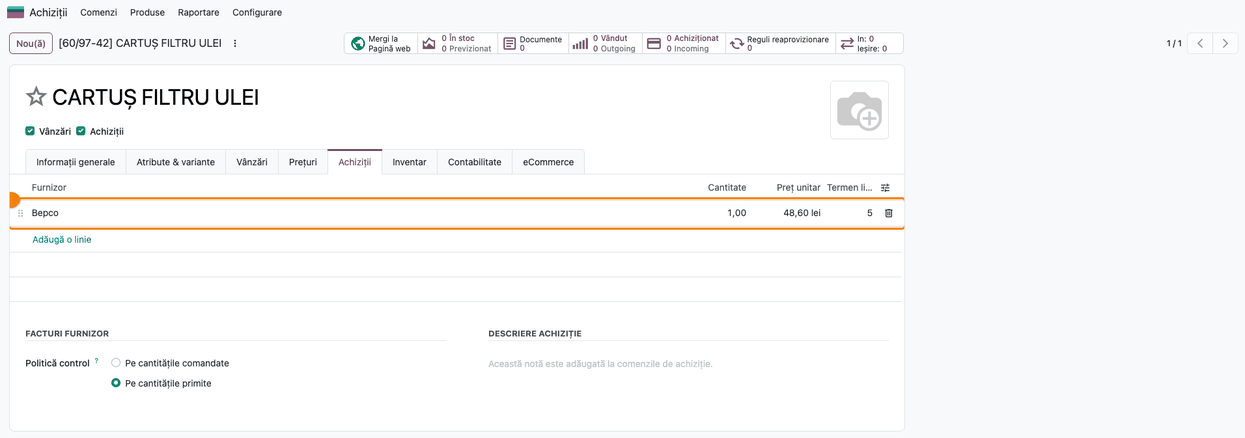 Achiziții Comenzi Produse Raportare Configurare
Nou(ă) [60/97-42] CARTUȘ FILTRU ULEI
Mergi la
Pagină web
0 În stoc
0 Previzionat
Documente
0
0 Vândut
0 Outgoing
0 Achiziționat
0 Incoming
Reguli reaprovizionare
0
In: 0
Ieșire: 0
1 / 1
CARTUȘ FILTRU ULEI
Vânzări Achiziții
Informații generale Atribute & variante Vânzări Prețuri Achiziții Inventar Contabilitate eCommerce
Furnizor Cantitate Preț unitar Termen li...
Bepco 1,00 48,60 lei 5
Adăugă o linie
FACTURI FURNIZOR
Politică control ? Pe cantitățile comandate
Pe cantitățile primite
DESCRIERE ACHIZIȚIE
Această notă este adăugată la comenzile de achiziție.